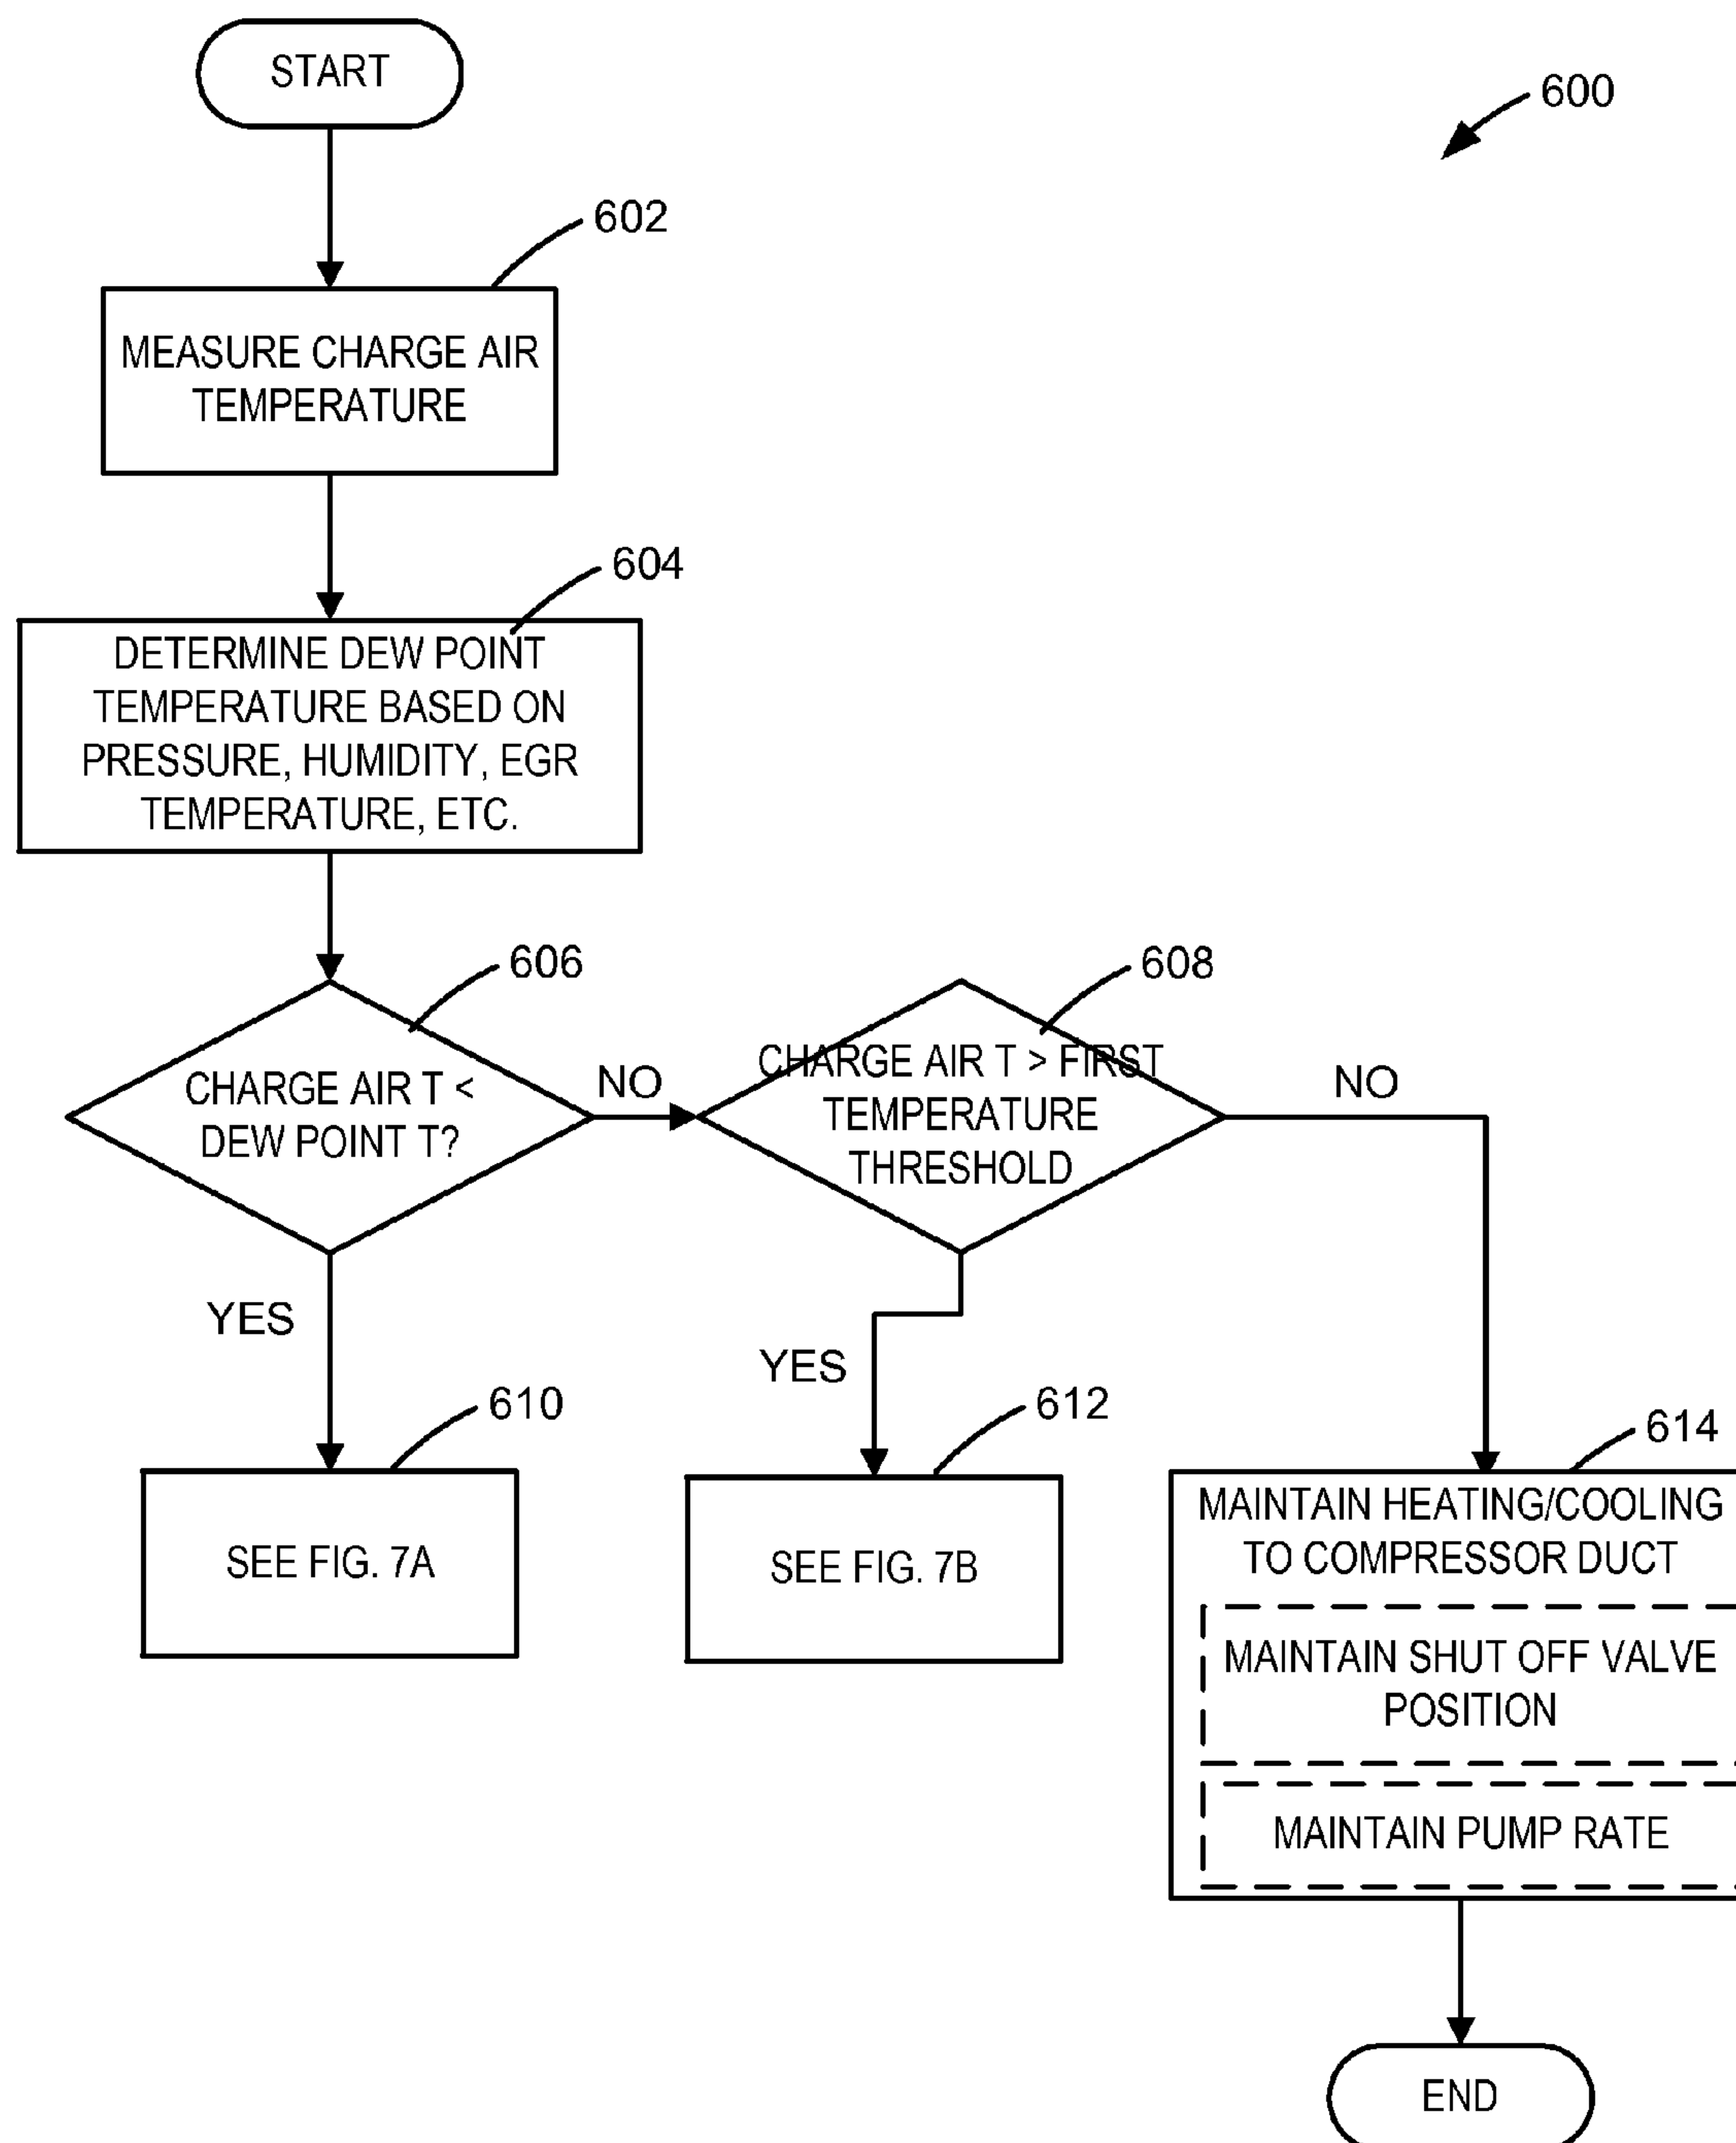 START
600
602
MEASURE CHARGE AIR
TEMPERATURE
604
DETERMINE DEW POINT
TEMPERATURE BASED ON
PRESSURE, HUMIDITY, EGR
TEMPERATURE, ETC.
606
CHARGE AIR T <
DEW POINT T?
NO
608
CHARGE AIR T > FIRST
TEMPERATURE
THRESHOLD
NO
YES
YES
610
SEE FIG. 7A
612
SEE FIG. 7B
614
MAINTAIN HEATING/COOLING
TO COMPRESSOR DUCT
MAINTAIN SHUT OFF VALVE
POSITION
MAINTAIN PUMP RATE
END